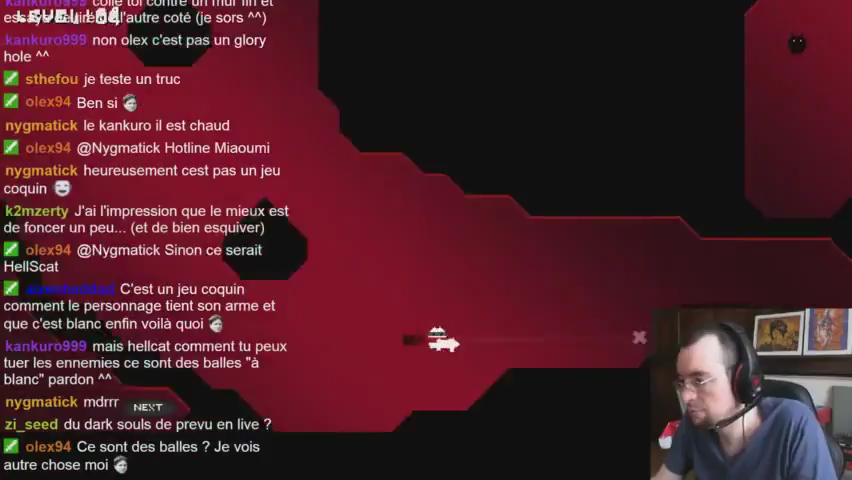 kankuro999 colle toi contre un mur fin et
de l'autre coté (je sors ^^)
kankuro999 non olex c'est pas un glory
hole ^^
sthefou je teste un truc
olex94 Ben si
nygmatick le kankuro il est chaud
olex94 @Nygmatick Hotline Miaoumi
nygmatick heureusement cest pas un jeu
coquin
k2mzerty J'ai l'impression que le mieux est
de foncer un peu... (et de bien esquiver)
olex94 @Nygmatick Sinon ce serait
HellScat
C'est un jeu coquin
comment le personnage tient son arme et
que c'est blanc enfin voilà quoi
kankuro999 mais hellcat comment tu peux
tuer les ennemies ce sont des balles "à
blanc" pardon ^^
nygmatick mdrrr
NEXT
zi_seed du dark souls de prevu en live ?
olex94 Ce sont des balles ? Je vois
autre chose moi